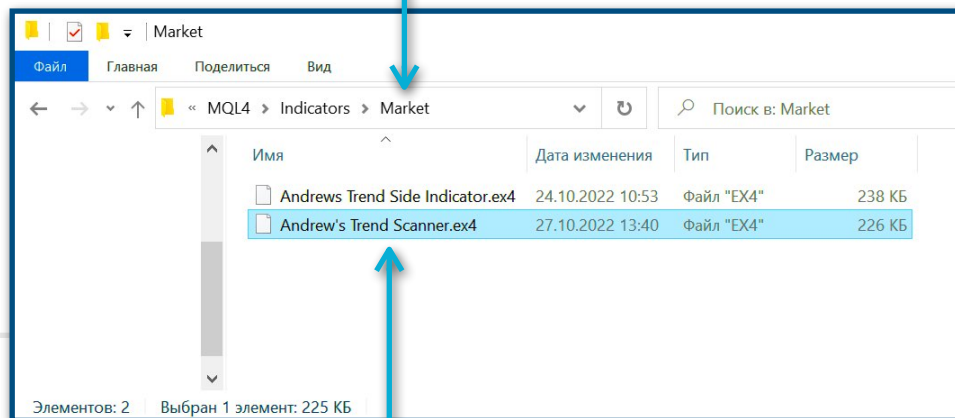 Market
Файл Главная Поделиться Вид
« MQL4 > Indicators > Market Поиск в: Market
Имя Дата изменения Тип Размер
Andrews Trend Side Indicator.ex4 24.10.2022 10:53 Файл "EX4" 238 КБ
Andrew's Trend Scanner.ex4 27.10.2022 13:40 Файл "EX4" 226 КБ
Элементов: 2 Выбран 1 элемент: 225 КБ